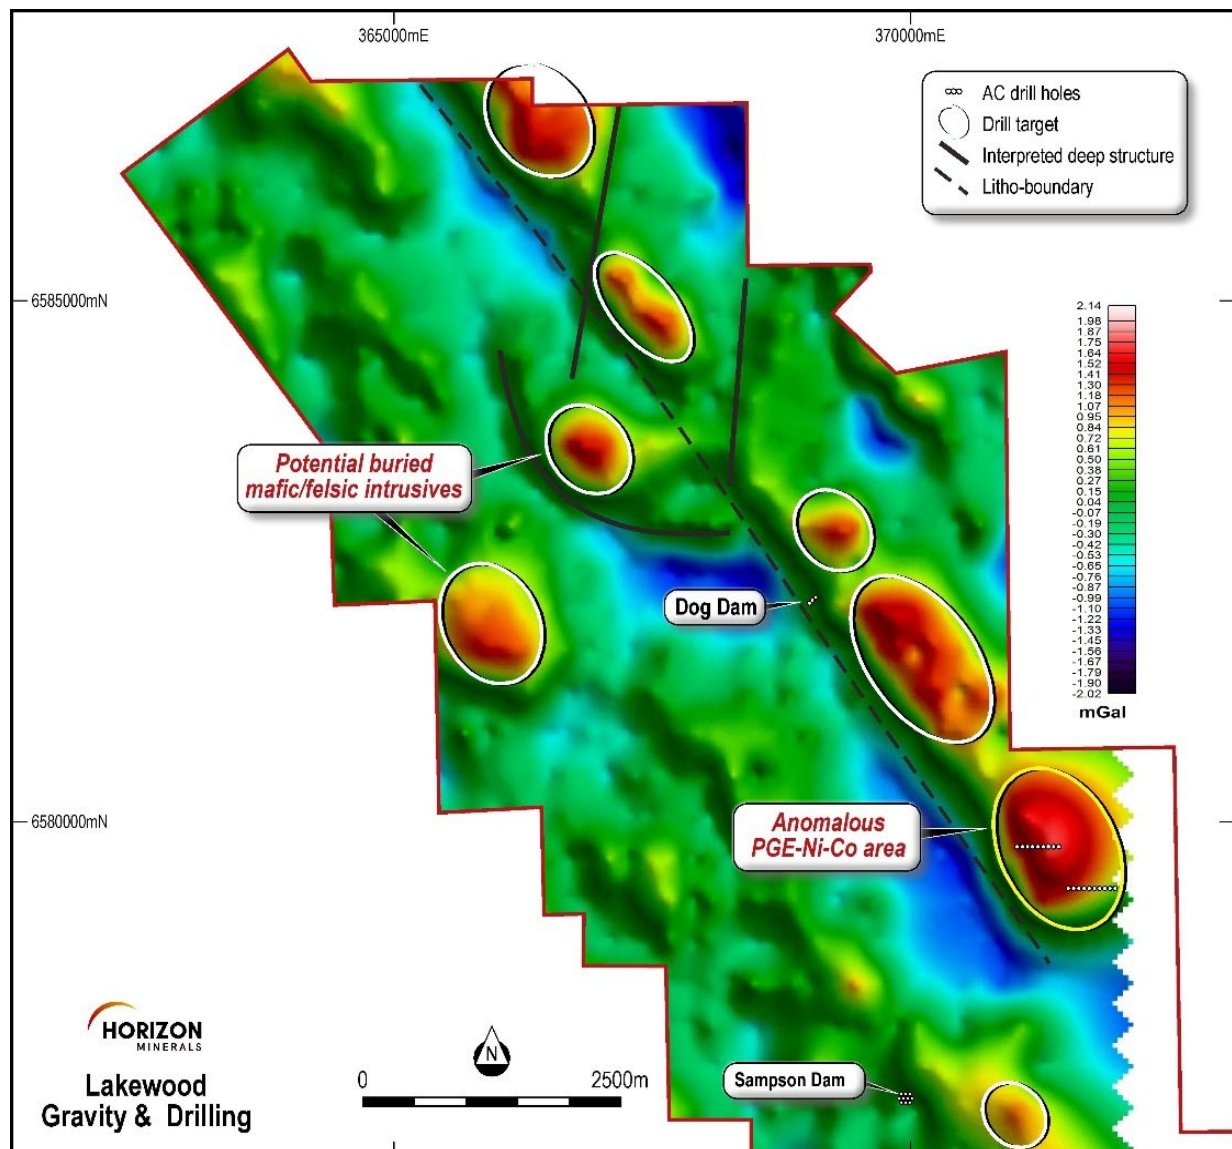 365000mE
370000mE
AC drill holes
Drill target
Interpreted deep structure
Litho-boundary
6585000mN
2.14
1.98
1.87
1.75
1.64
1.52
1.41
1.30
1.18
1.07
0.95
0.84
0.72
0.61
0.50
0.38
0.27
0.15
0.04
-0.07
-0.19
-0.30
-0.42
-0.53
-0.64
-0.76
-0.87
-0.99
-1.10
-1.22
-1.33
-1.45
-1.56
-1.67
-1.79
-1.90
-2.02
mGal
Potential buried
mafic/felsic intrusives
Dog Dam
6580000mN
Anomalous
PGE-Ni-Co area
HORIZON
MINERALS
Lakewood
Gravity & Drilling
N
0
2500m
Sampson Dam